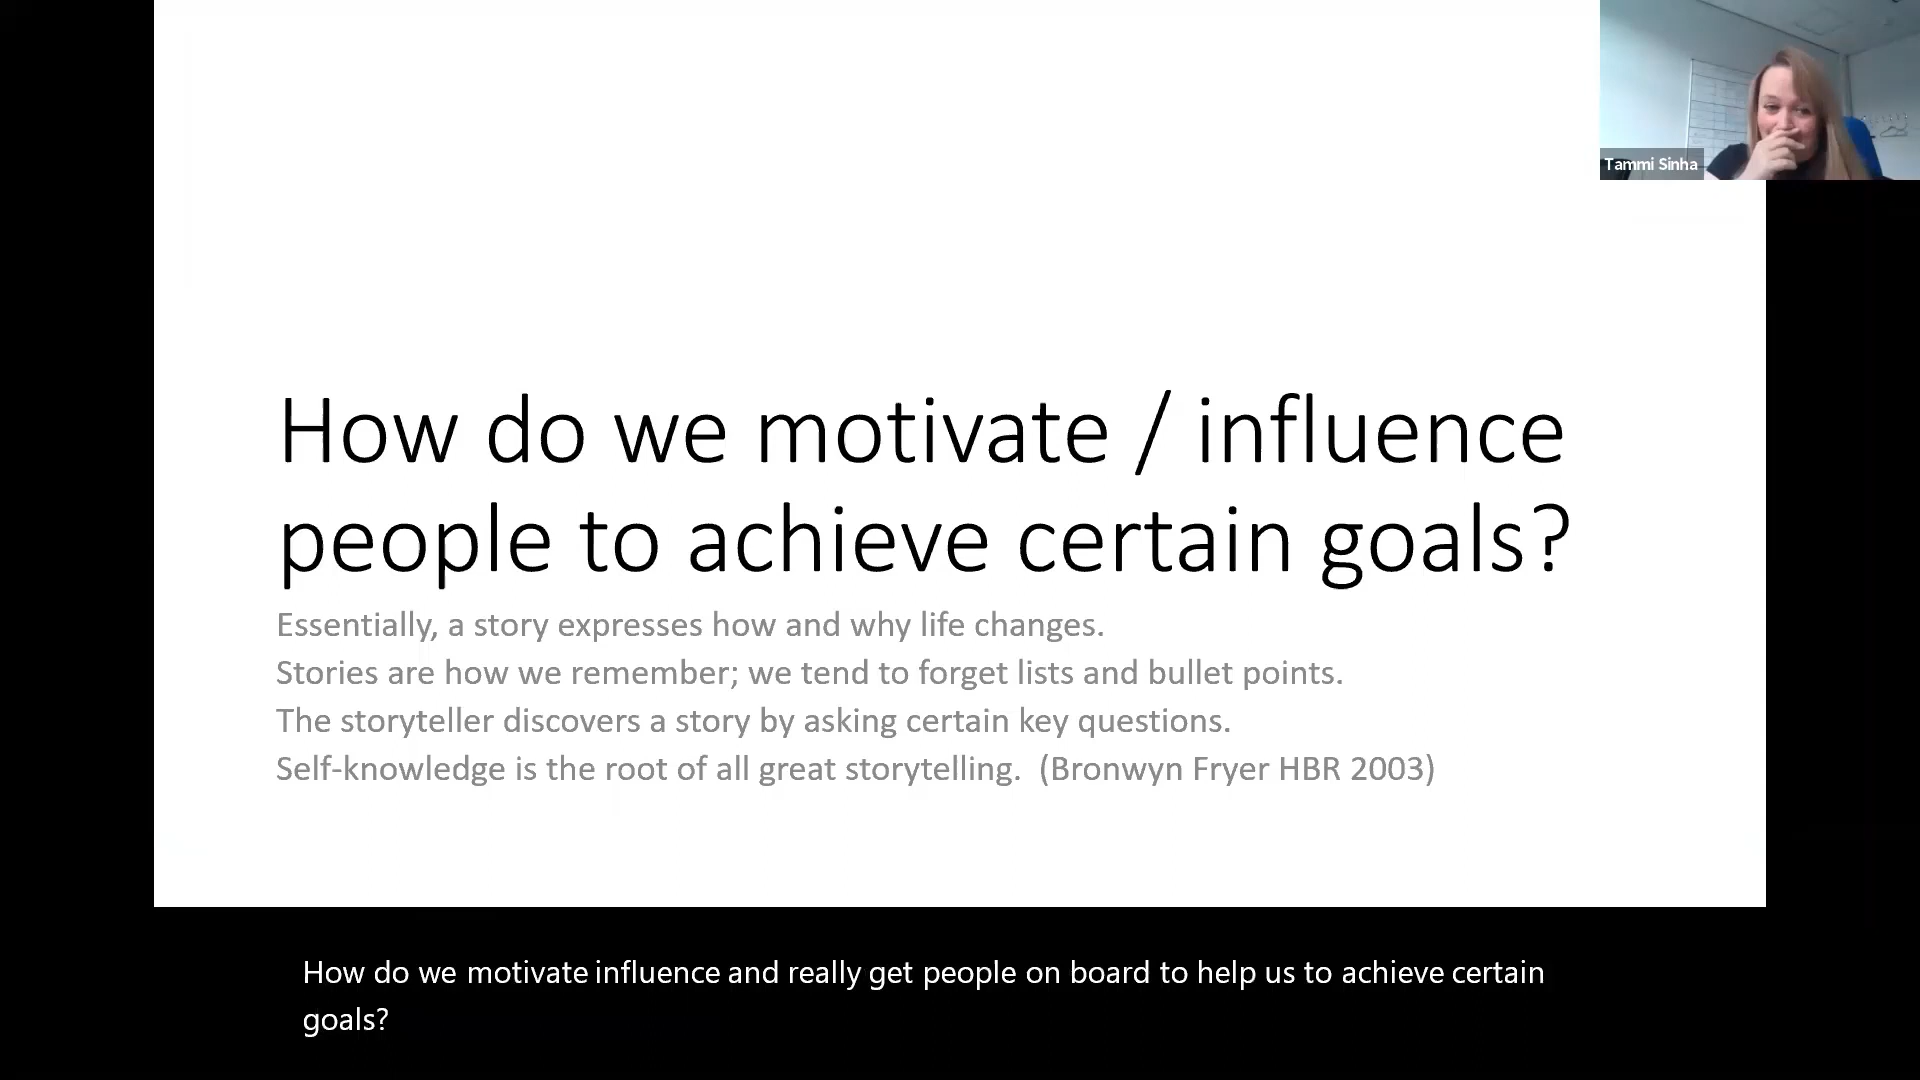 Tammi Sinha
How do we motivate / influence
people to achieve certain goals?
Essentially, a story expresses how and why life changes.
Stories are how we remember; we tend to forget lists and bullet points.
The storyteller discovers a story by asking certain key questions.
Self-knowledge is the root of all great storytelling.  (Bronwyn Fryer HBR 2003)
How do we motivate influence and really get people on board to help us to achieve certain
goals?